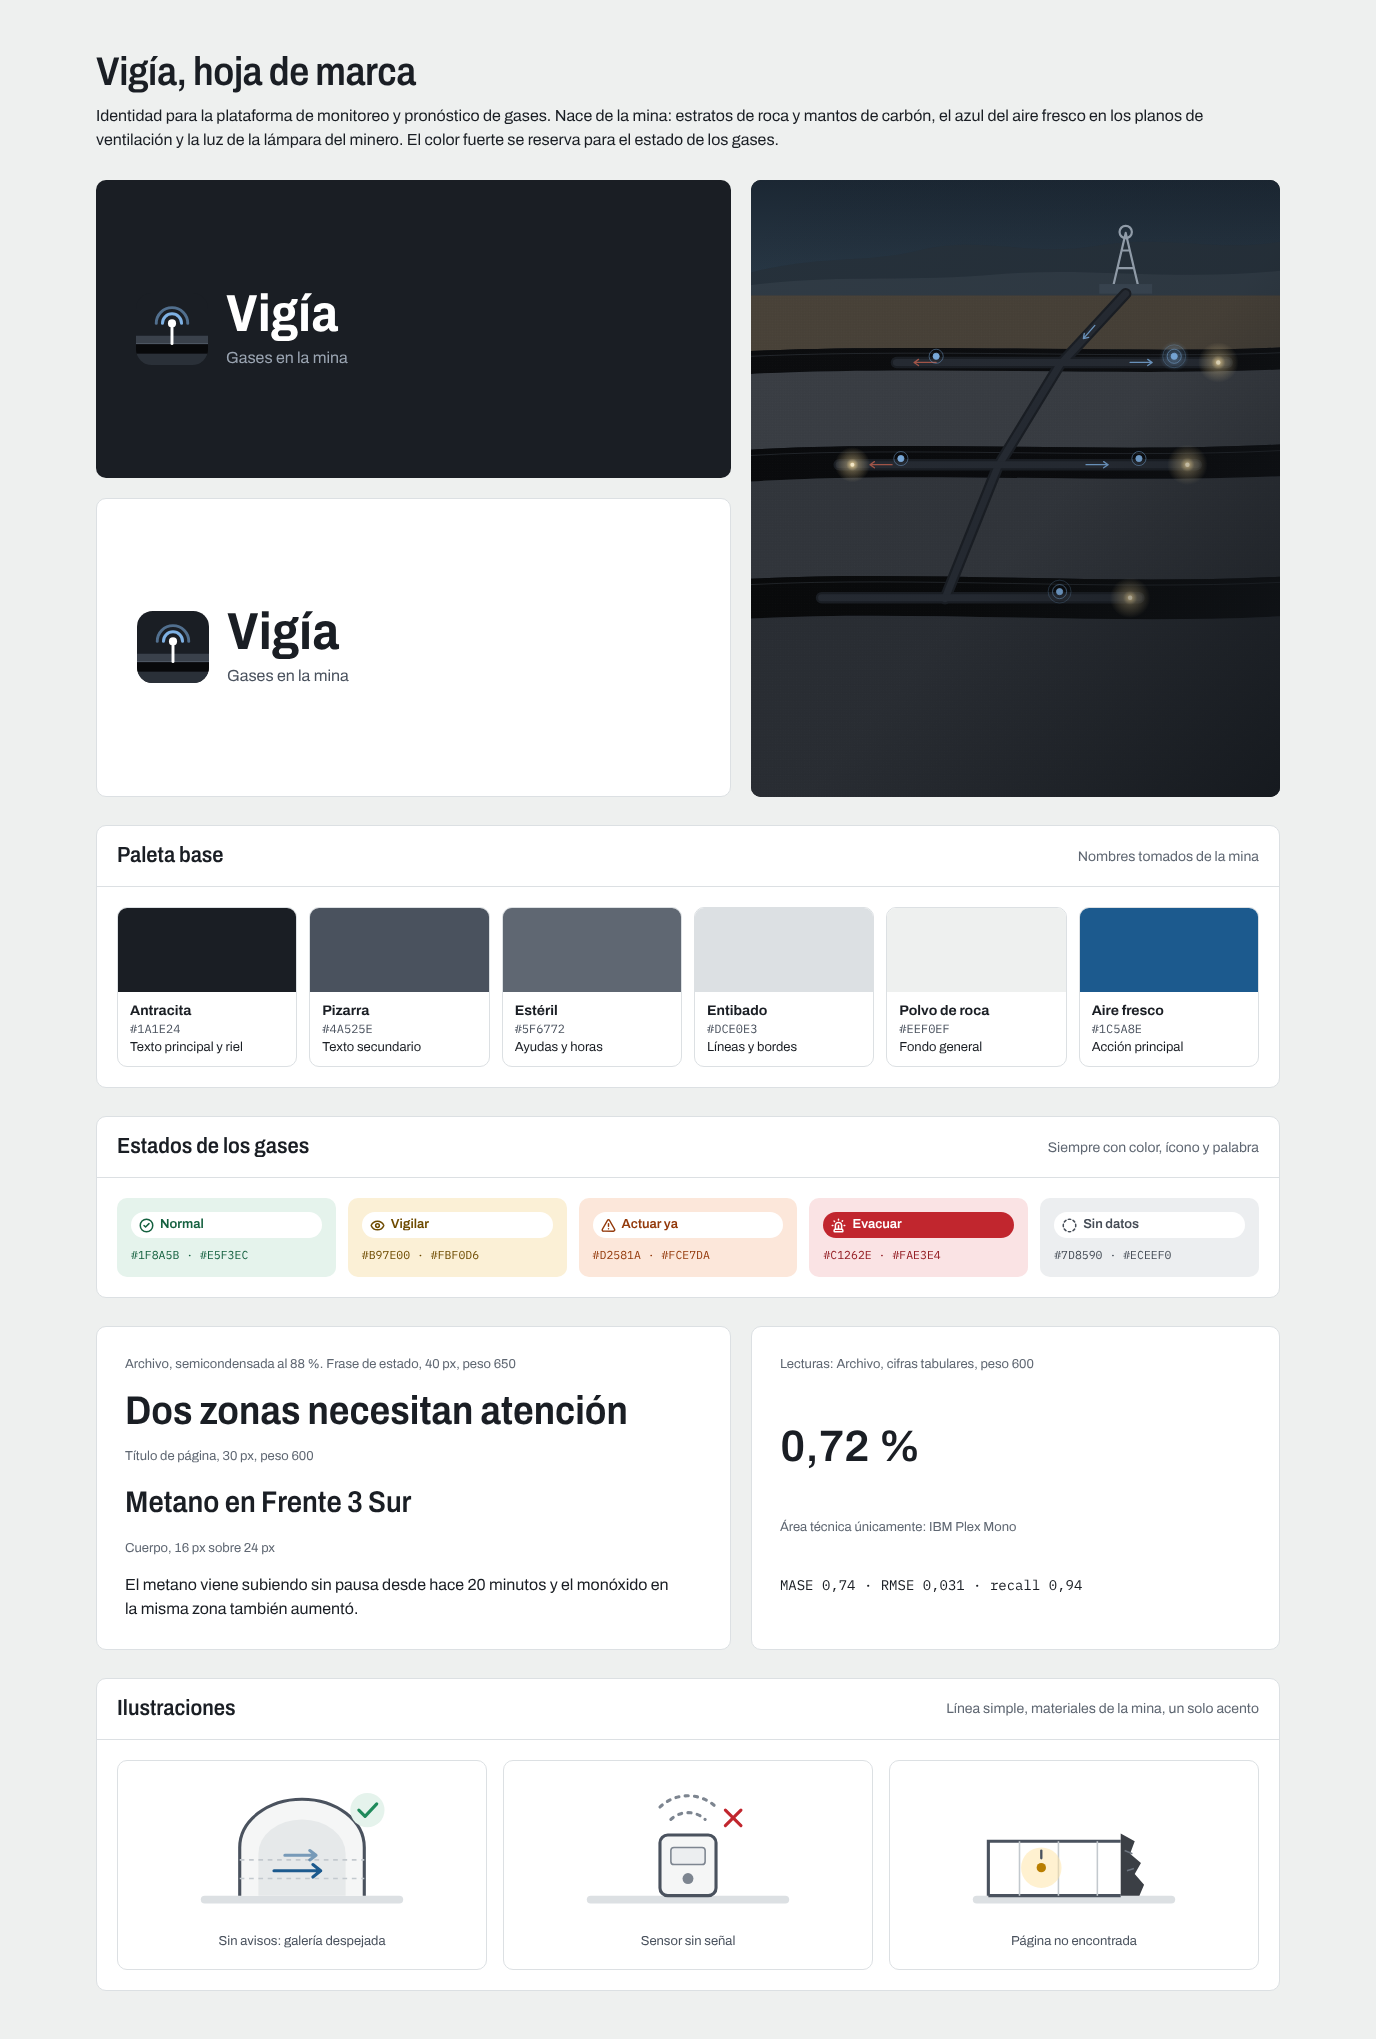 Vigía, hoja de marca
Identidad para la plataforma de monitoreo y pronóstico de gases. Nace de la mina: estratos de roca y mantos de carbón, el azul del aire fresco en los planos de
ventilación y la luz de la lámpara del minero. El color fuerte se reserva para el estado de los gases.
Vigía
Gases en la mina
Vigía
Gases en la mina
Paleta base
Nombres tomados de la mina
Antracita
#1A1E24
Texto principal y riel
Pizarra
#4A525E
Texto secundario
Estéril
#5F6772
Ayudas y horas
Entibado
#DCE0E3
Líneas y bordes
Polvo de roca
#EEF0EF
Fondo general
Aire fresco
#1C5A8E
Acción principal
Estados de los gases
Siempre con color, ícono y palabra
Normal
#1F8A5B · #E5F3EC
Vigilar
#B97E00 · #FBF0D6
Actuar ya
#D2581A · #FCE7DA
Evacuar
#C1262E · #FAE3E4
Sin datos
#7D8590 · #ECEEF0
Archivo, semicondensada al 88 %. Frase de estado, 40 px, peso 650
Dos zonas necesitan atención
Título de página, 30 px, peso 600
Metano en Frente 3 Sur
Cuerpo, 16 px sobre 24 px
El metano viene subiendo sin pausa desde hace 20 minutos y el monóxido en
la misma zona también aumentó.
Lecturas: Archivo, cifras tabulares, peso 600
0,72 %
Área técnica únicamente: IBM Plex Mono
MASE 0,74 · RMSE 0,031 · recall 0,94
Ilustraciones
Línea simple, materiales de la mina, un solo acento
Sin avisos: galería despejada
Sensor sin señal
Página no encontrada